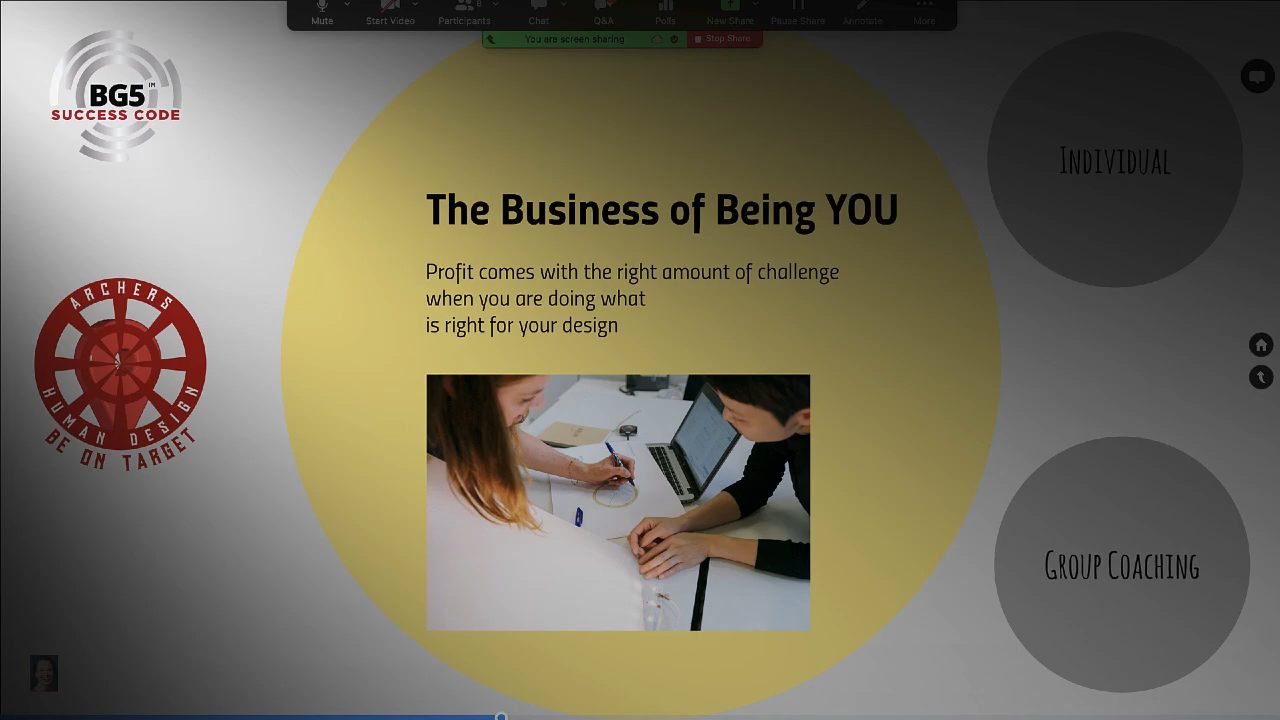 Mute
Start Video
Participants
8
Chat
Q&A
Polls
New Share
Pause Share
Annotate
More
You are screen sharing
Stop Share
BG5™
SUCCESS CODE
INDIVIDUAL
The Business of Being YOU
Profit comes with the right amount of challenge
when you are doing what
is right for your design
ARCHERS
HUMAN DESIGN
BE ON TARGET
GROUP COACHING